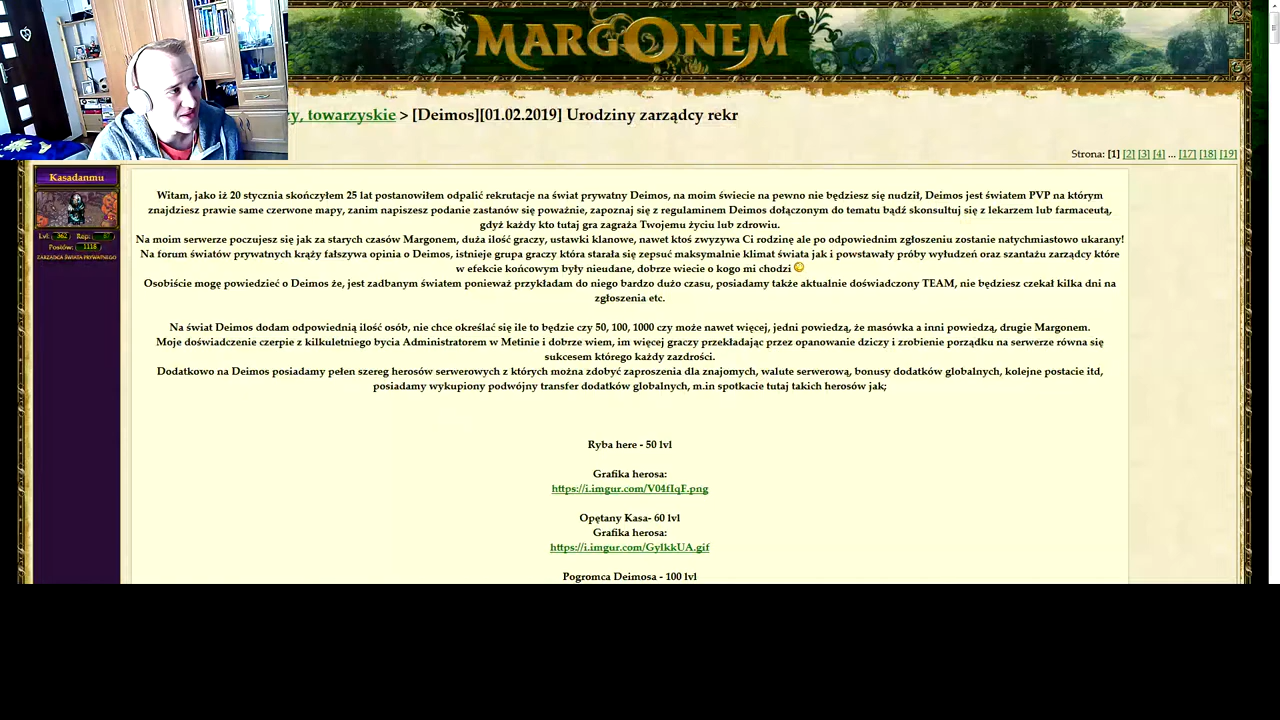 MARGONEM
zy, towarzyskie > [Deimos][01.02.2019] Urodziny zarządcy rekr
Strona: [1] [2] [3] [4] ... [17] [18] [19]
Kasadanmu
Lvl: 362 Rep: 67
Postów: 1118
ZARZĄDCA ŚWIATA PRYWATNEGO
Witam, jako iż 20 stycznia skończyłem 25 lat postanowiłem odpalić rekrutacje na świat prywatny Deimos, na moim świecie na pewno nie będziesz się nudził, Deimos jest światem PVP na którym
znajdziesz prawie same czerwone mapy, zanim napiszesz podanie zastanów się poważnie, zapoznaj się z regulaminem Deimos dołączonym do tematu bądź skonsultuj się z lekarzem lub farmaceutą,
gdyż każdy kto tutaj gra zagraża Twojemu życiu lub zdrowiu.
Na moim serwerze poczujesz się jak za starych czasów Margonem, duża ilość graczy, ustawki klanowe, nawet ktoś zwyzywa Ci rodzinę ale po odpowiednim zgłoszeniu zostanie natychmiastowo ukarany!
Na forum światów prywatnych krąży fałszywa opinia o Deimos, istnieje grupa graczy która starała się zepsuć maksymalnie klimat świata jak i powstawały próby wyłudzeń oraz szantażu zarządcy które
w efekcie końcowym były nieudane, dobrze wiecie o kogo mi chodzi
Osobiście mogę powiedzieć o Deimos że, jest zadbanym światem ponieważ przykładam do niego bardzo dużo czasu, posiadamy także aktualnie doświadczony TEAM, nie będziesz czekał kilka dni na
zgłoszenia etc.
Na świat Deimos dodam odpowiednią ilość osób, nie chce określać się ile to będzie czy 50, 100, 1000 czy może nawet więcej, jedni powiedzą, że masówka a inni powiedzą, drugie Margonem.
Moje doświadczenie czerpie z kilkuletniego bycia Administratorem w Metinie i dobrze wiem, im więcej graczy przekładając przez opanowanie dziczy i zrobienie porządku na serwerze równa się
sukcesem którego każdy zazdrości.
Dodatkowo na Deimos posiadamy pełen szereg herosów serwerowych z których można zdobyć zaproszenia dla znajomych, walute serwerową, bonusy dodatków globalnych, kolejne postacie itd,
posiadamy wykupiony podwójny transfer dodatków globalnych, m.in spotkacie tutaj takich herosów jak;
Ryba here - 50 lvl
Grafika herosa:
https://i.imgur.com/V04fIqF.png
Opętany Kasa- 60 lvl
Grafika herosa:
https://i.imgur.com/GylkkUA.gif
Pogromca Deimosa - 100 lvl